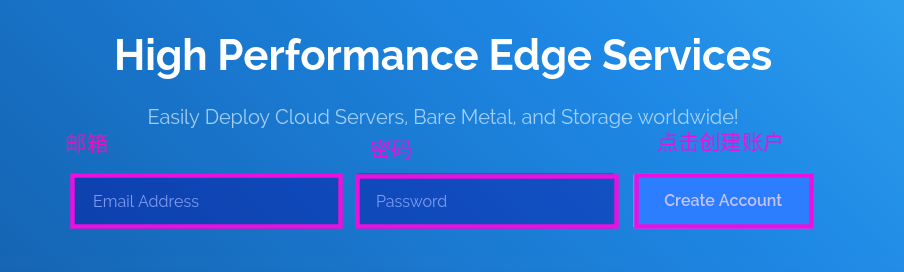 High Performance Edge Services
Easily Deploy Cloud Servers, Bare Metal, and Storage worldwide!
邮箱
密码
点击创建账户
Email Address
Password
Create Account